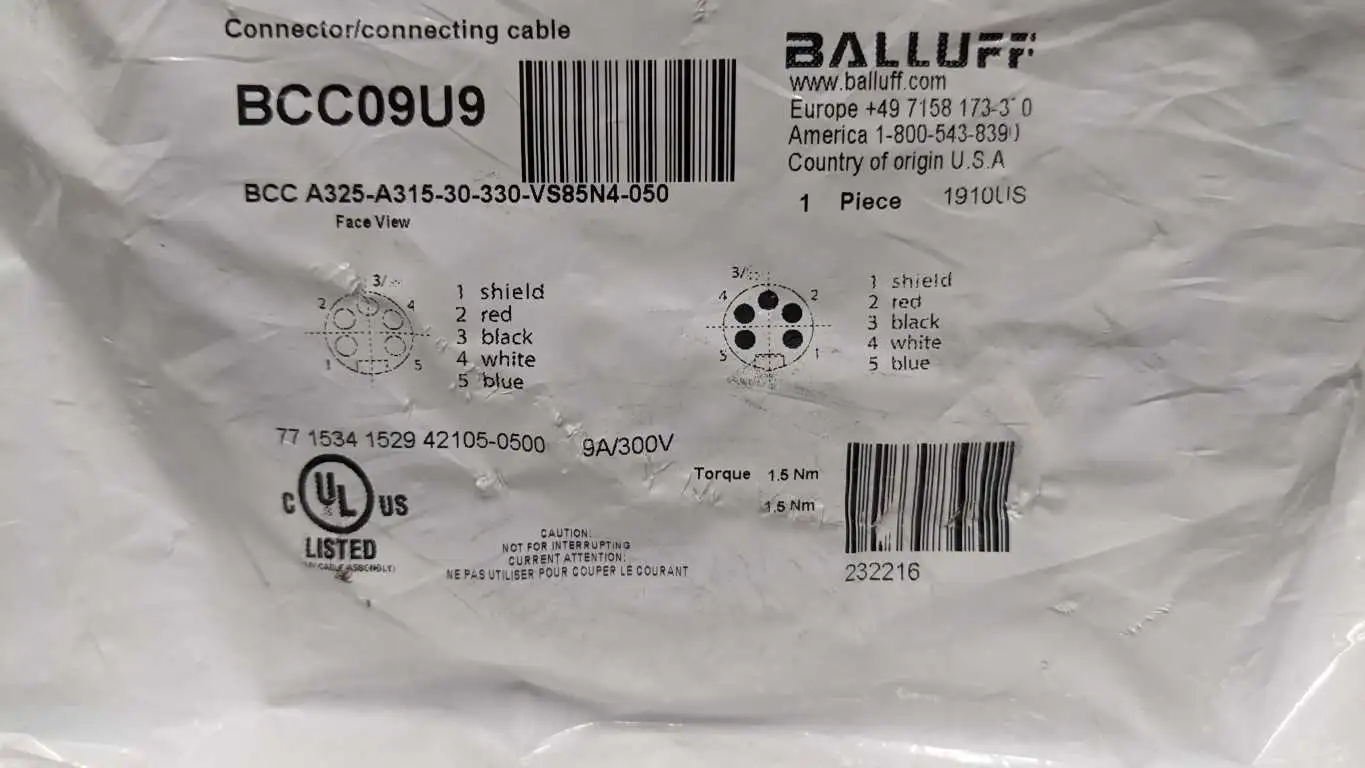 Connector/connecting cable
BCC09U9
BCC A325-A315-30-330-VS85N4-050
BALLUFF
www.balluff.com
Europe +49 7158
America 1-800-543-
Country of origin U.S.A
1 Piece 1910US
Face View
3/
2
4
1
5
1 shield
2 red
3 black
4 white
5 blue
3/
4
2
5
1
1 shield
2 red
3 black
4 white
5 blue
77 1534 1529 42105-0500 9A/300V
C UL US
LISTED
Torque 1.5 Nm
1.5 Nm
CAUTION:
NOT FOR INTERRUPTING
CURRENT ATTENTION:
NE PAS UTILISER POUR COUPER LE COURANT
232216